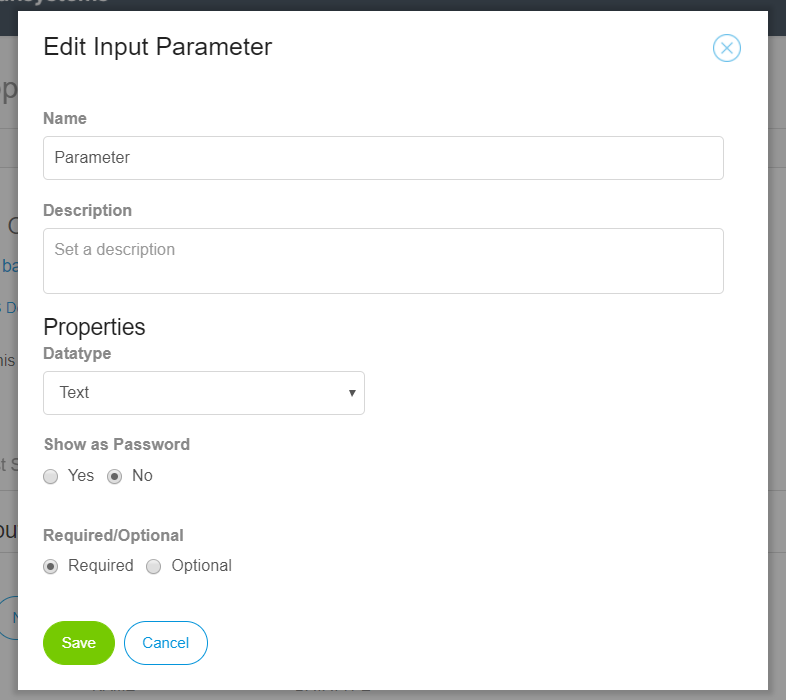 Edit Input Parameter
Name
Parameter
Description
Set a description
Properties
Datatype
Text
Show as Password
Yes No
Required/Optional
Required Optional
Save Cancel